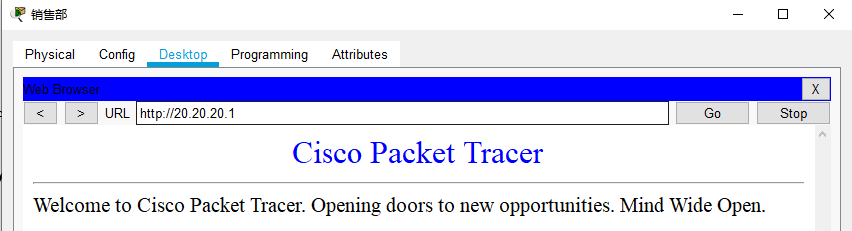 销售部
Physical Config Desktop Programming Attributes
Web Browser X
< > URL http://20.20.20.1 Go Stop
Cisco Packet Tracer
Welcome to Cisco Packet Tracer. Opening doors to new opportunities. Mind Wide Open.